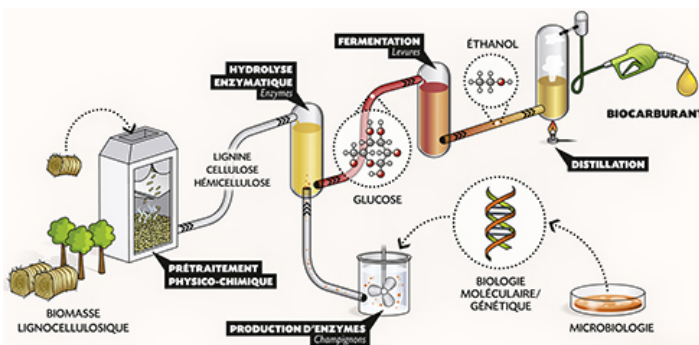 FERMENTATION
Levures
ÉTHANOL
HYDROLYSE
ENZYMATIQUE
Enzymes
BIOCARBURANT
DISTILLATION
LIGNINE
CELLULOSE
HÉMICELLULOSE
GLUCOSE
PRÉTRAITEMENT
PHYSICO-CHIMIQUE
BIOMASSE
LIGNOCELLULOSIQUE
BIOLOGIE
MOLÉCULAIRE/
GÉNÉTIQUE
MICROBIOLOGIE
PRODUCTION D'ENZYMES
Champignons